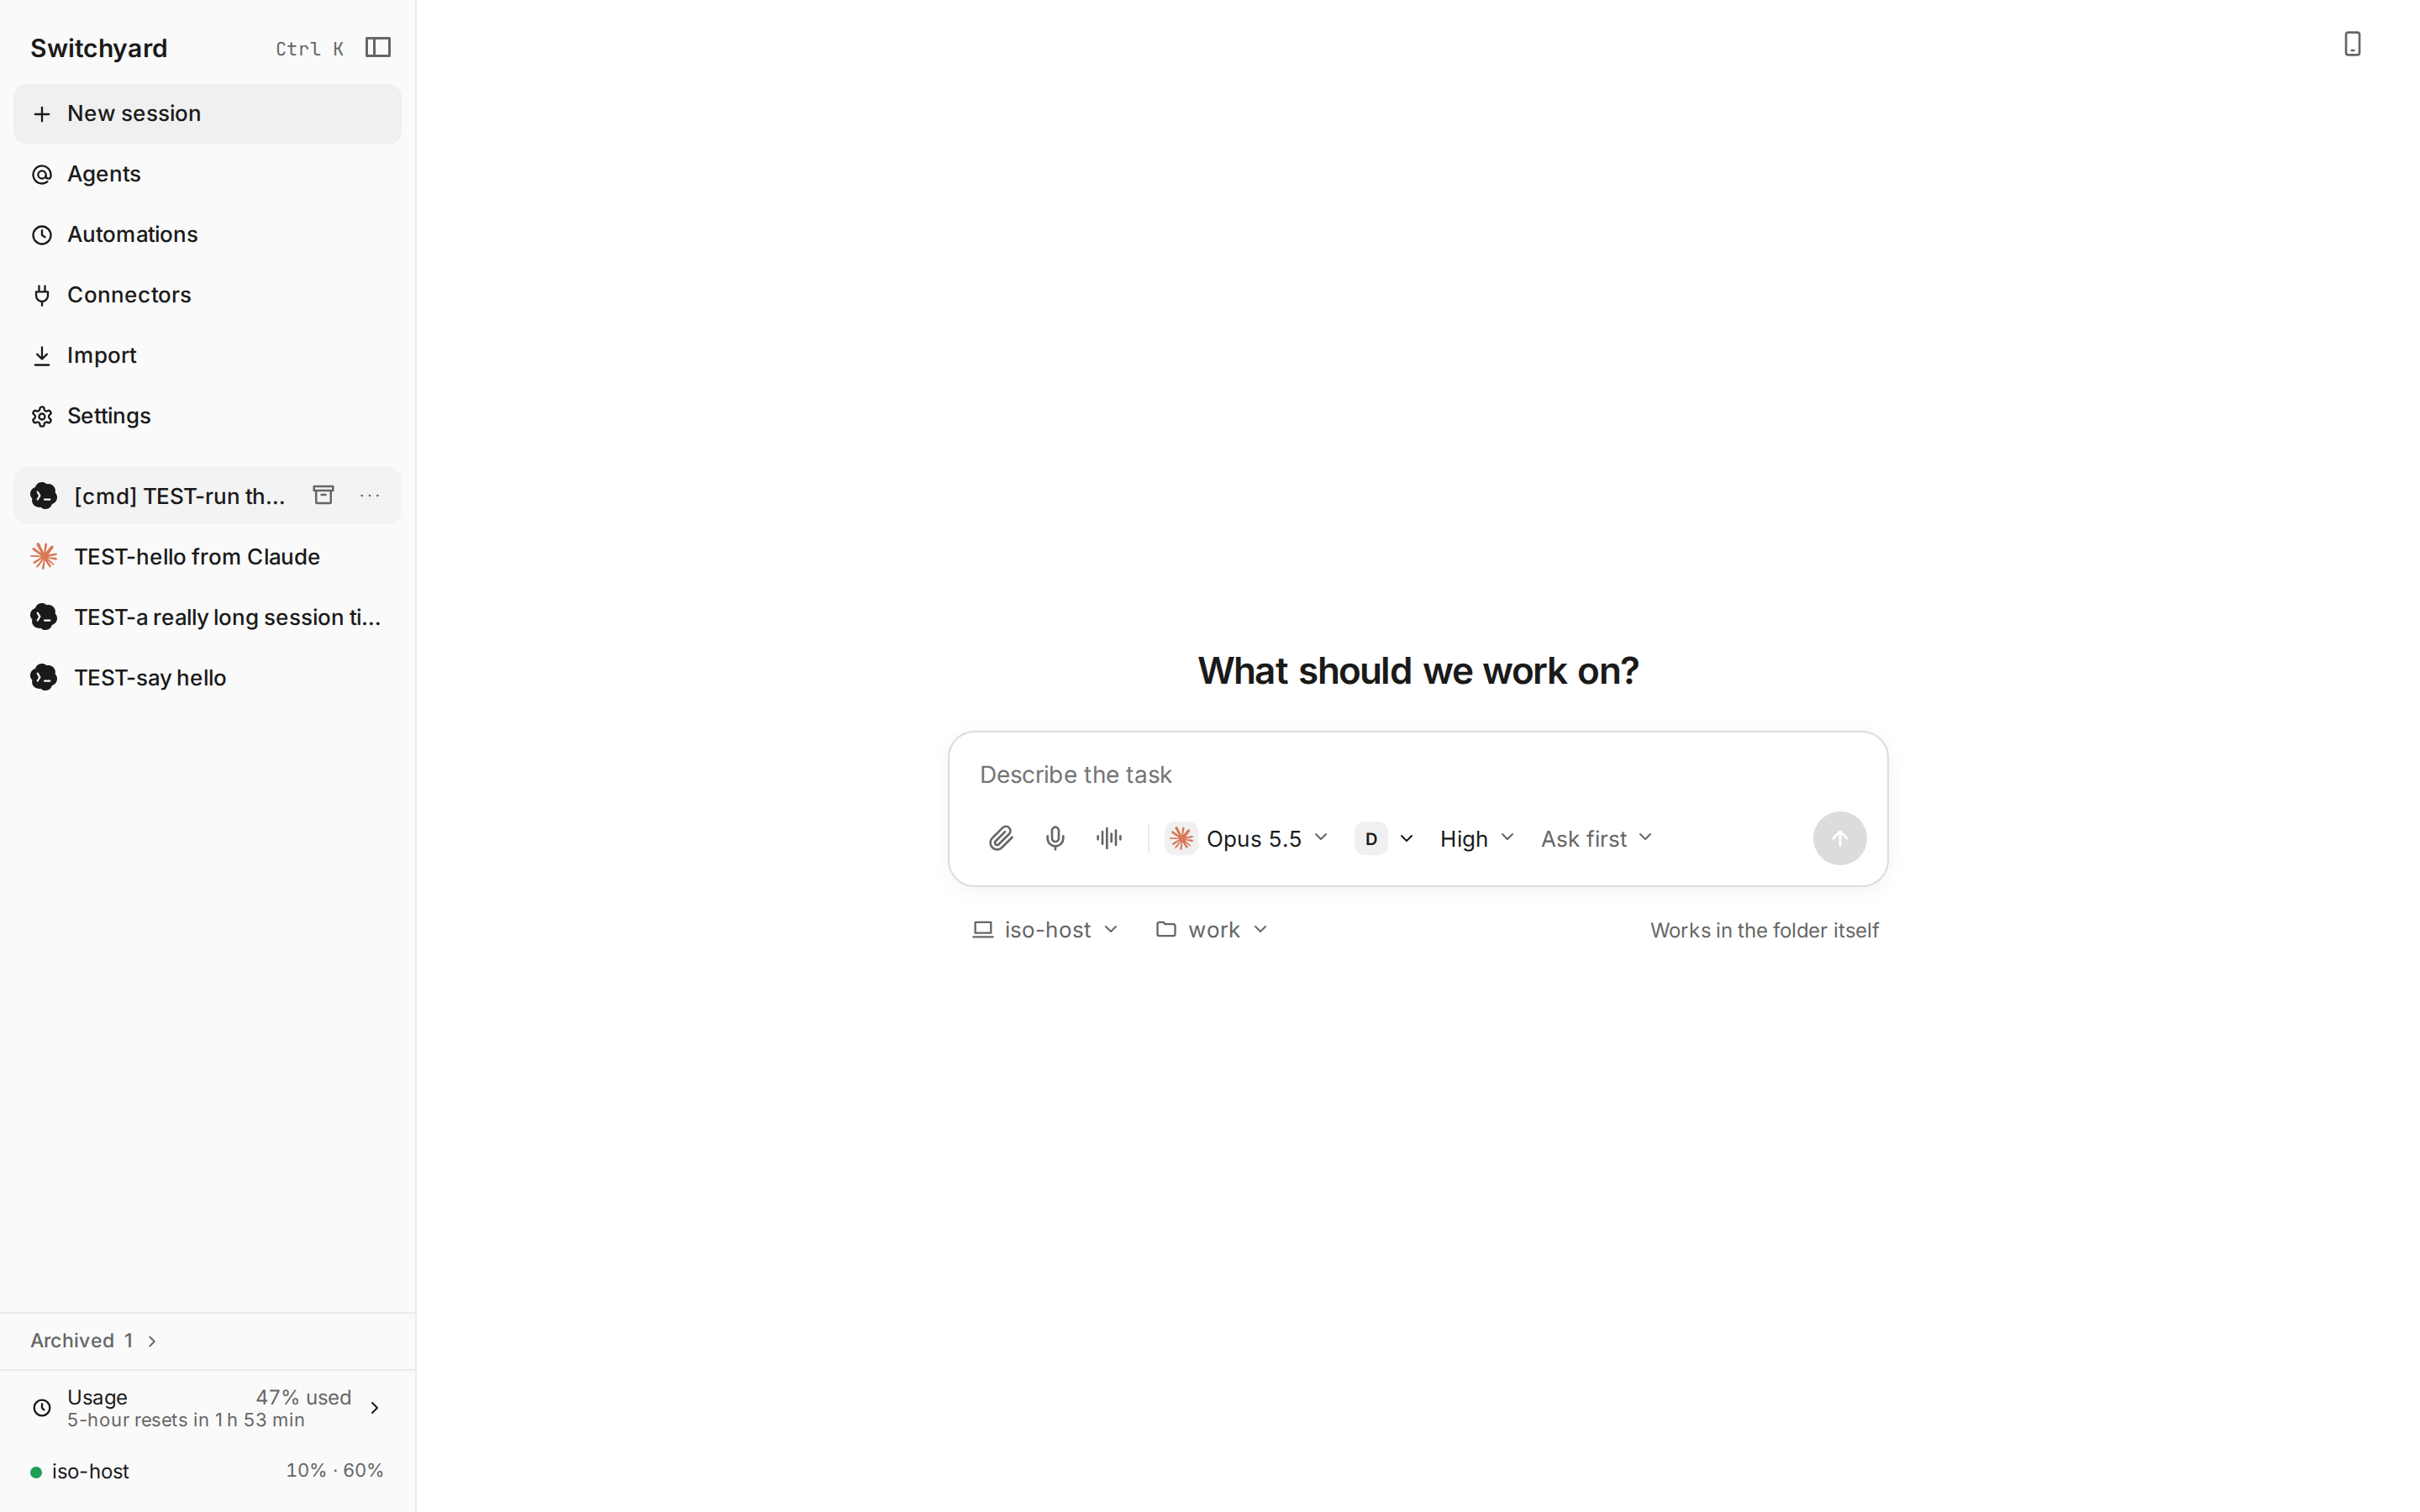 Switchyard Ctrl K
New session
Agents
Automations
Connectors
Import
Settings
[cmd] TEST-run th...
TEST-hello from Claude
TEST-a really long session ti...
TEST-say hello
What should we work on?
Describe the task
Opus 5.5 D High Ask first
iso-host work Works in the folder itself
Archived 1
Usage 47% used
5-hour resets in 1 h 53 min
iso-host 10% · 60%